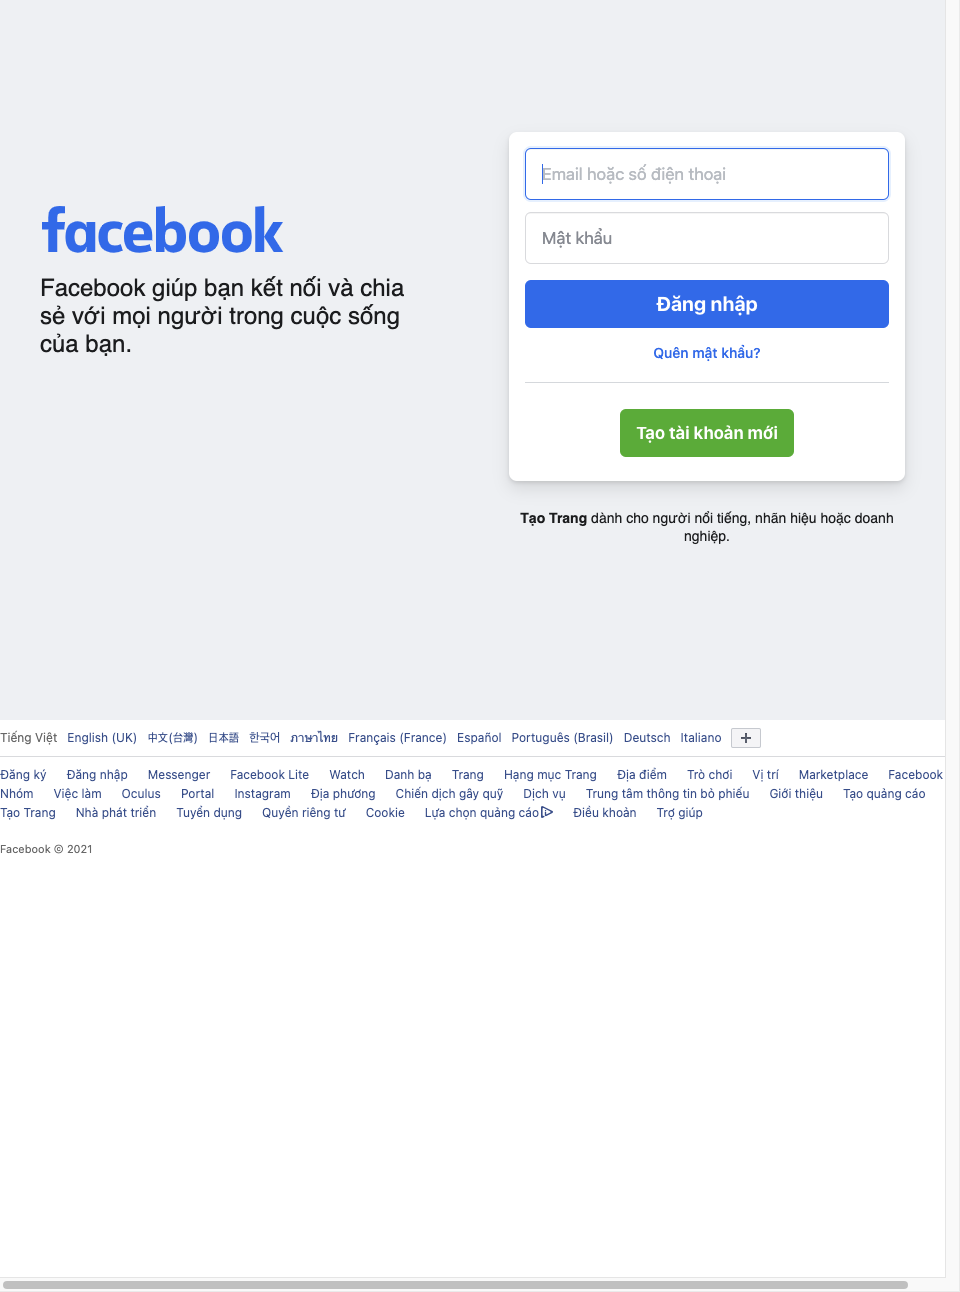 facebook
Facebook giúp bạn kết nối và chia
sẻ với mọi người trong cuộc sống
của bạn.
Email hoặc số điện thoại
Mật khẩu
Đăng nhập
Quên mật khẩu?
Tạo tài khoản mới
Tạo Trang dành cho người nổi tiếng, nhãn hiệu hoặc doanh
nghiệp.
Tiếng Việt English (UK) 中文(台灣) 日本語 한국어 ภาษาไทย Français (France) Español Português (Brasil) Deutsch Italiano
Đăng ký Đăng nhập Messenger Facebook Lite Watch Danh bạ Trang Hạng mục Trang Địa điểm Trò chơi Vị trí Marketplace Facebook
Nhóm Việc làm Oculus Portal Instagram Địa phương Chiến dịch gây quỹ Dịch vụ Trung tâm thông tin bỏ phiếu Giới thiệu Tạo quảng cáo
Tạo Trang Nhà phát triển Tuyển dụng Quyền riêng tư Cookie Lựa chọn quảng cáo Điều khoản Trợ giúp
Facebook © 2021